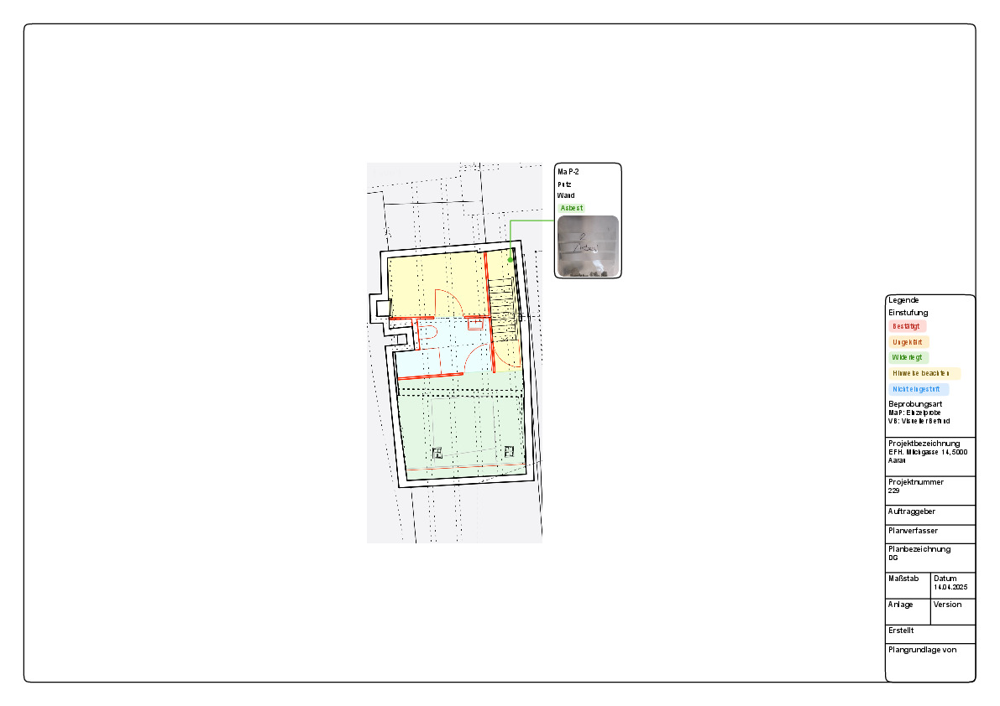 MaP-2
Putz
Wand
Asbest
2
Legende
Einstufung
Bestätigt
Ungeklärt
Widerlegt
Hinweise beachten
Nicht eingestuft
Beprobungsart
MaP: Einzelprobe
VB: Visueller Befund
Projektbezeichnung
EFH. Milchgasse 14, 5000
Aarau
Projektnummer
229
Auftraggeber
Planverfasser
Planbezeichnung
DG
Maßstab
Datum
14.04.2025
Anlage
Version
Erstellt
Plangrundlage von